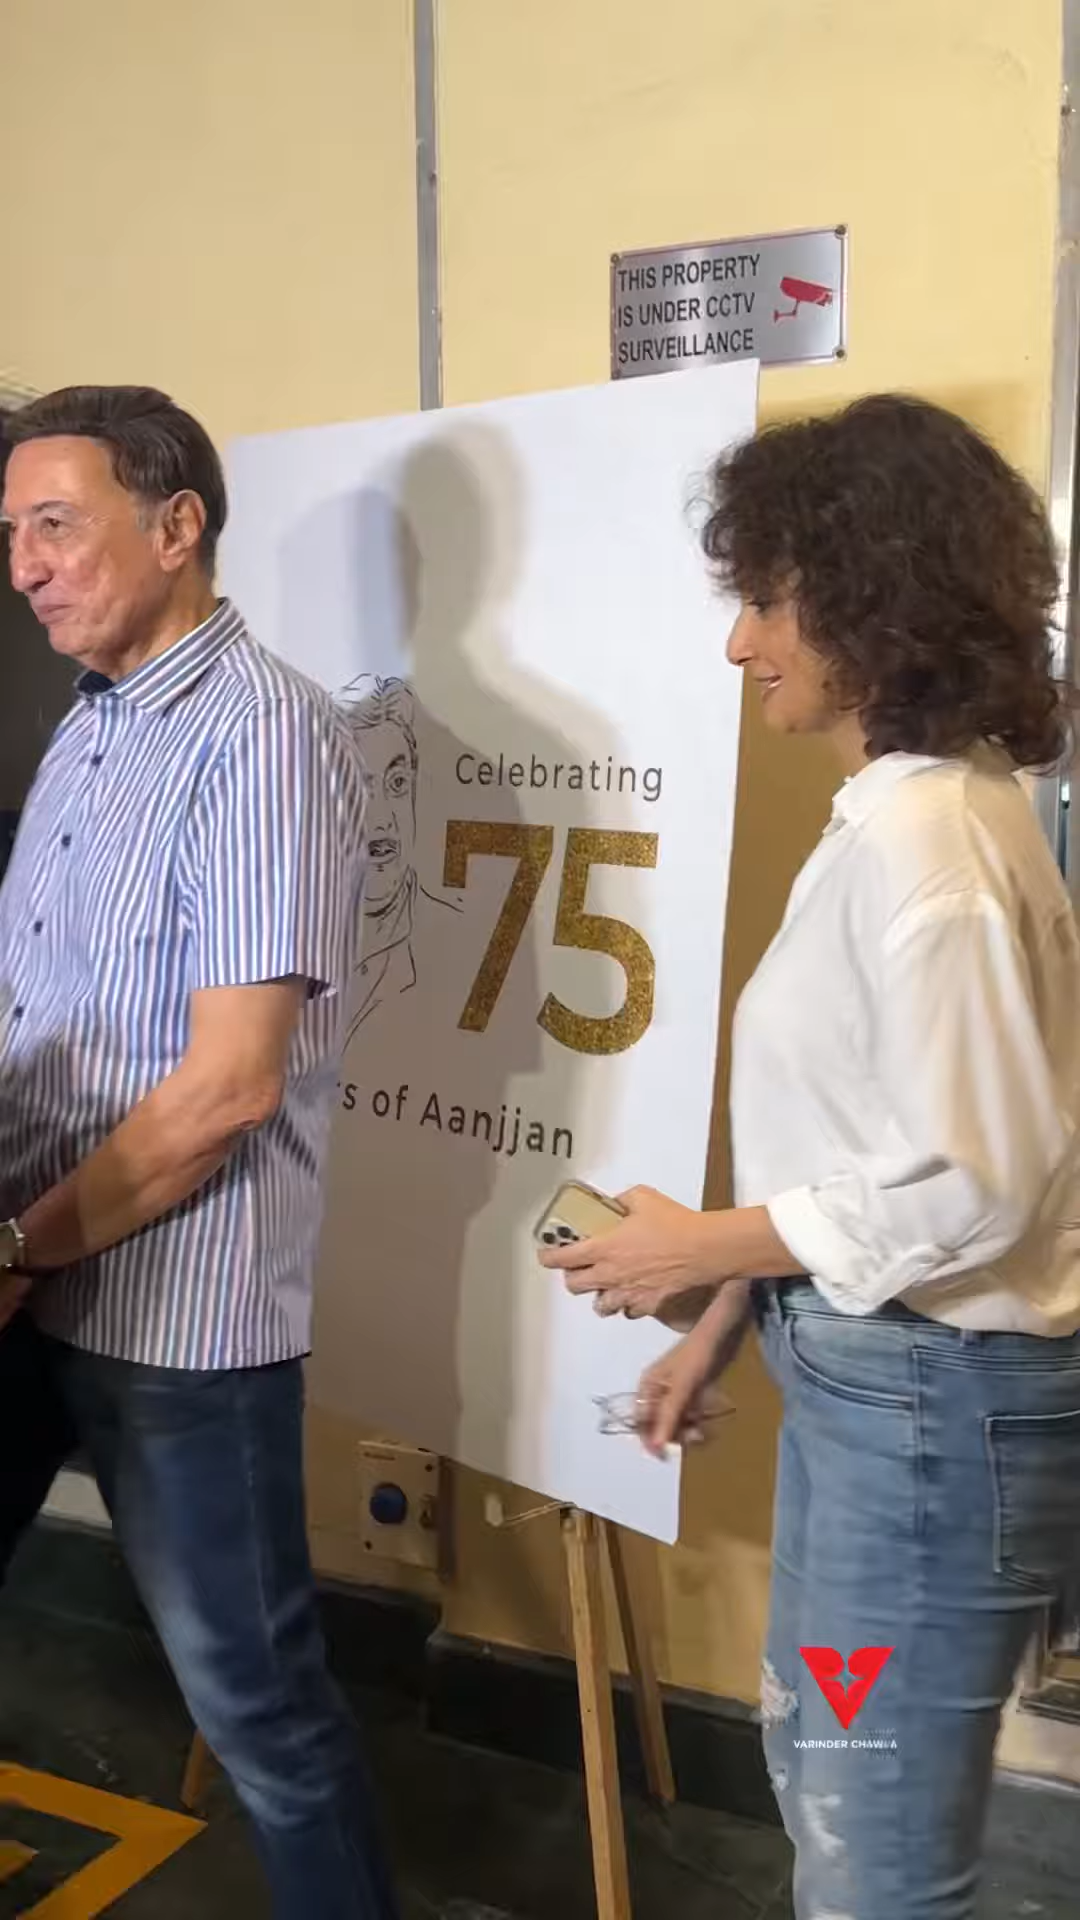 THIS PROPERTY
IS UNDER CCTV
SURVEILLANCE
Celebrating
75
of Aanjjan
VARINDER CHAWLA